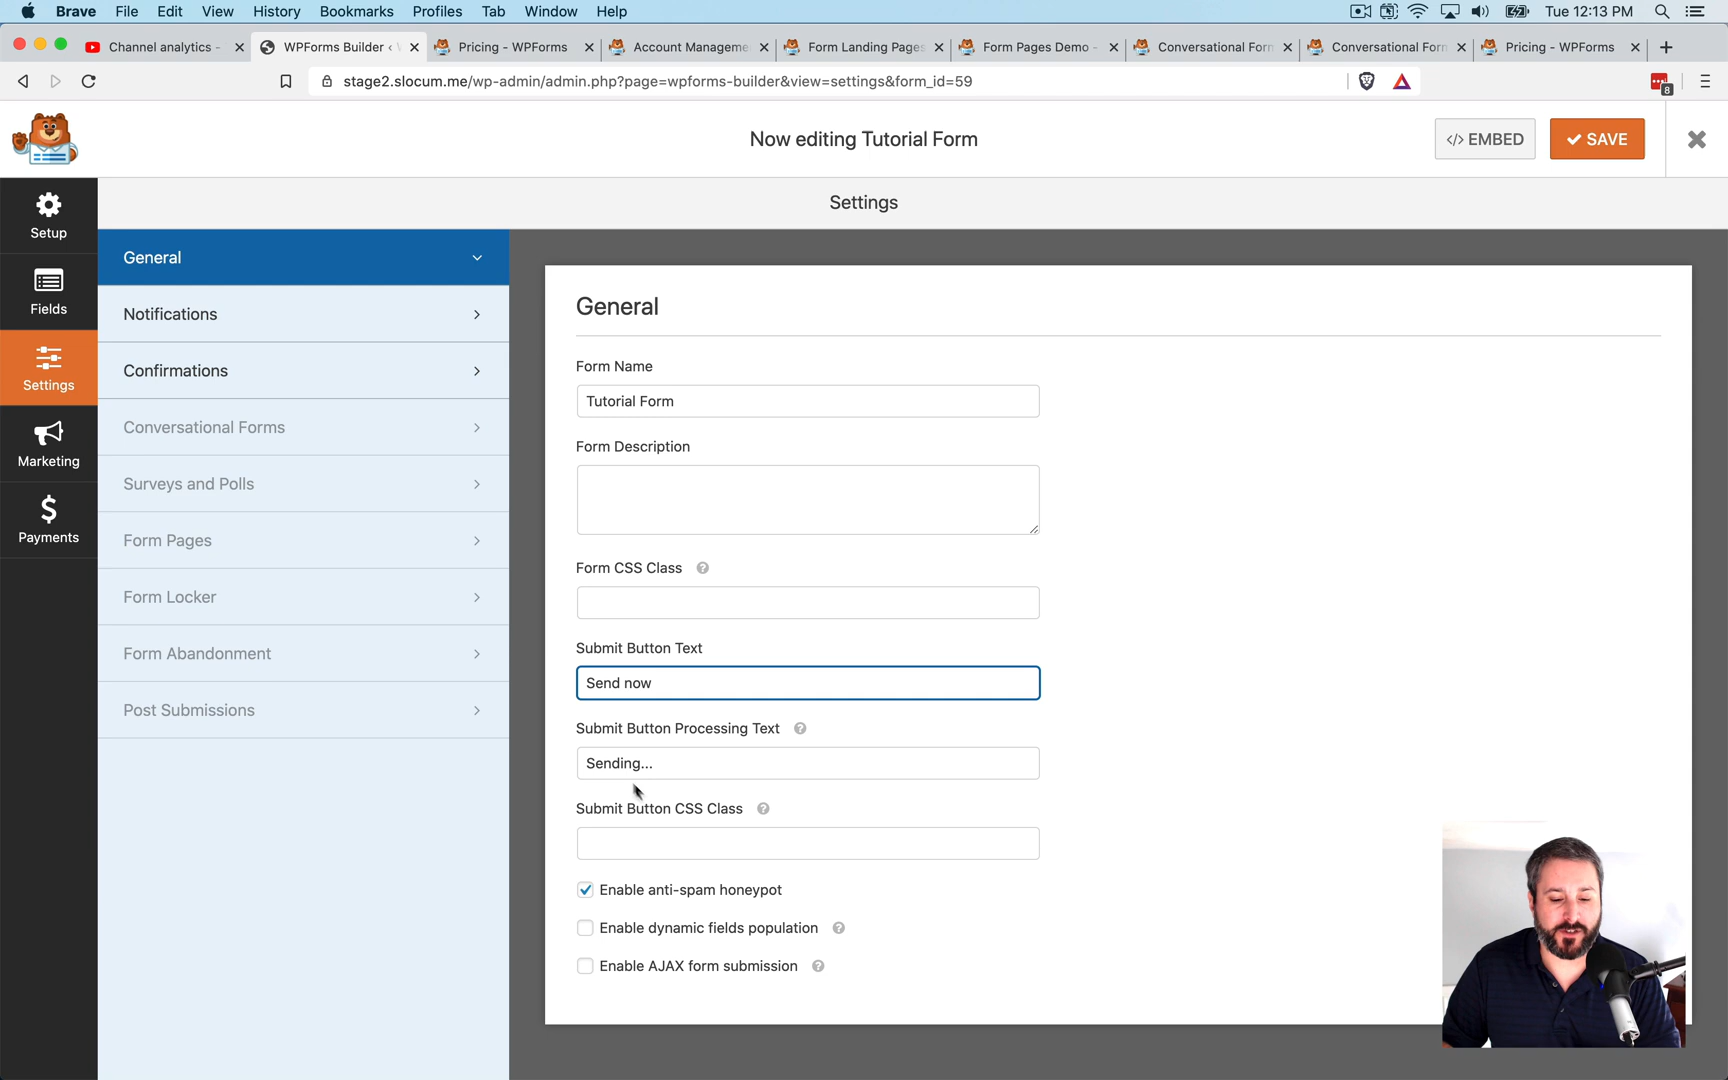 Brave File Edit View History Bookmarks Profiles Tab Window Help Tue 12:13 PM
Channel analytics - WPForms Builder ‹ Pricing - WPForms Account Manageme Form Landing Page Form Pages Demo - Conversational Form Conversational Form Pricing - WPForms
stage2.slocum.me/wp-admin/admin.php?page=wpforms-builder&view=settings&form_id=59
8
Now editing Tutorial Form
</> EMBED
SAVE
Settings
Setup
Fields
Settings
Marketing
Payments
General
Notifications
Confirmations
Conversational Forms
Surveys and Polls
Form Pages
Form Locker
Form Abandonment
Post Submissions
General
Form Name
Tutorial Form
Form Description
Form CSS Class ?
Submit Button Text
Send now
Submit Button Processing Text ?
Sending...
Submit Button CSS Class ?
Enable anti-spam honeypot
Enable dynamic fields population ?
Enable AJAX form submission ?